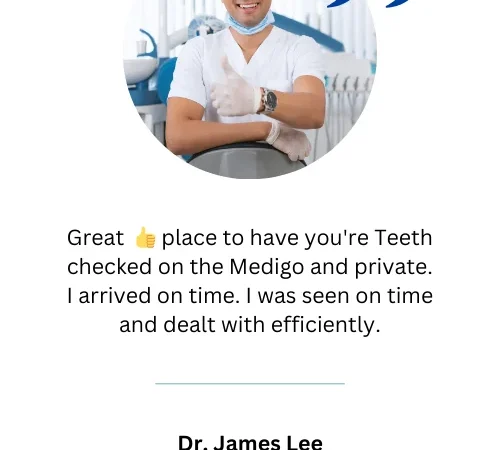 Great 👍 place to have you're Teeth
checked on the Medigo and private.
I arrived on time. I was seen on time
and dealt with efficiently.
Dr. James Lee